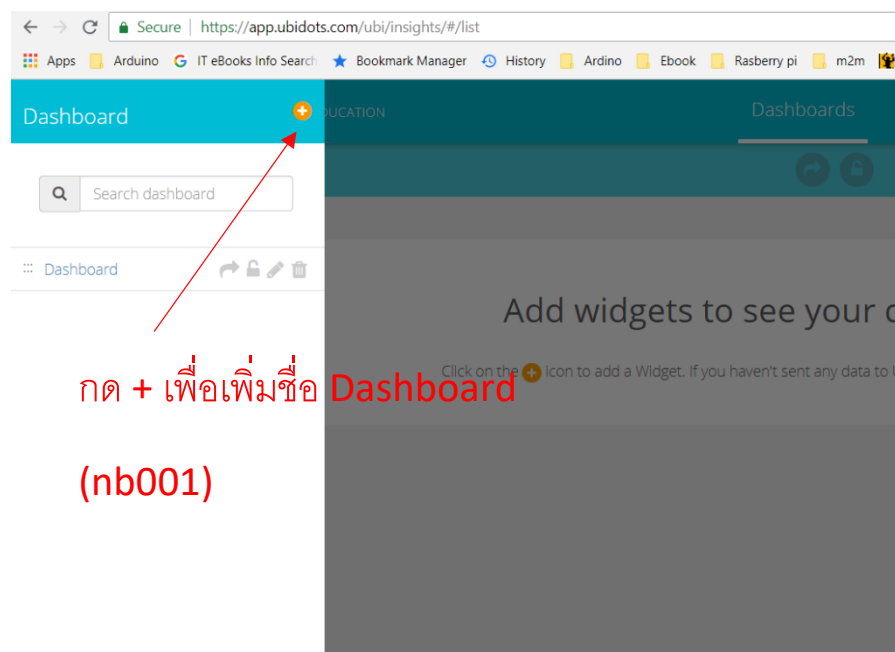 Secure | https://app.ubidots.com/ubi/insights/#/list
Apps Arduino IT eBooks Info Search Bookmark Manager History Ardino Ebook Rasberry pi m2m
Dashboard
DUCATION
Dashboards
Search dashboard
Dashboard
Add widgets to see your
Click on the Icon to add a Widget. If you haven't sent any data to
กด + เพื่อเพิ่มชื่อ Dashboard
(nb001)